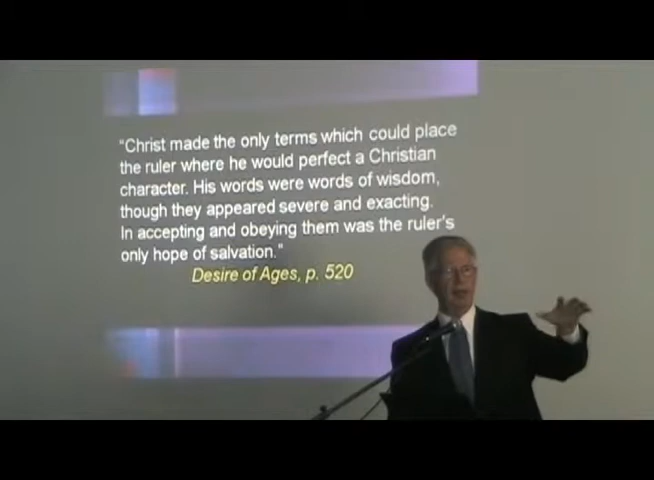 “Christ made the only terms which could place
the ruler where he would perfect a Christian
character. His words were words of wisdom,
though they appeared severe and exacting.
In accepting and obeying them was the ruler’s
only hope of salvation.”
Desire of Ages, p. 520